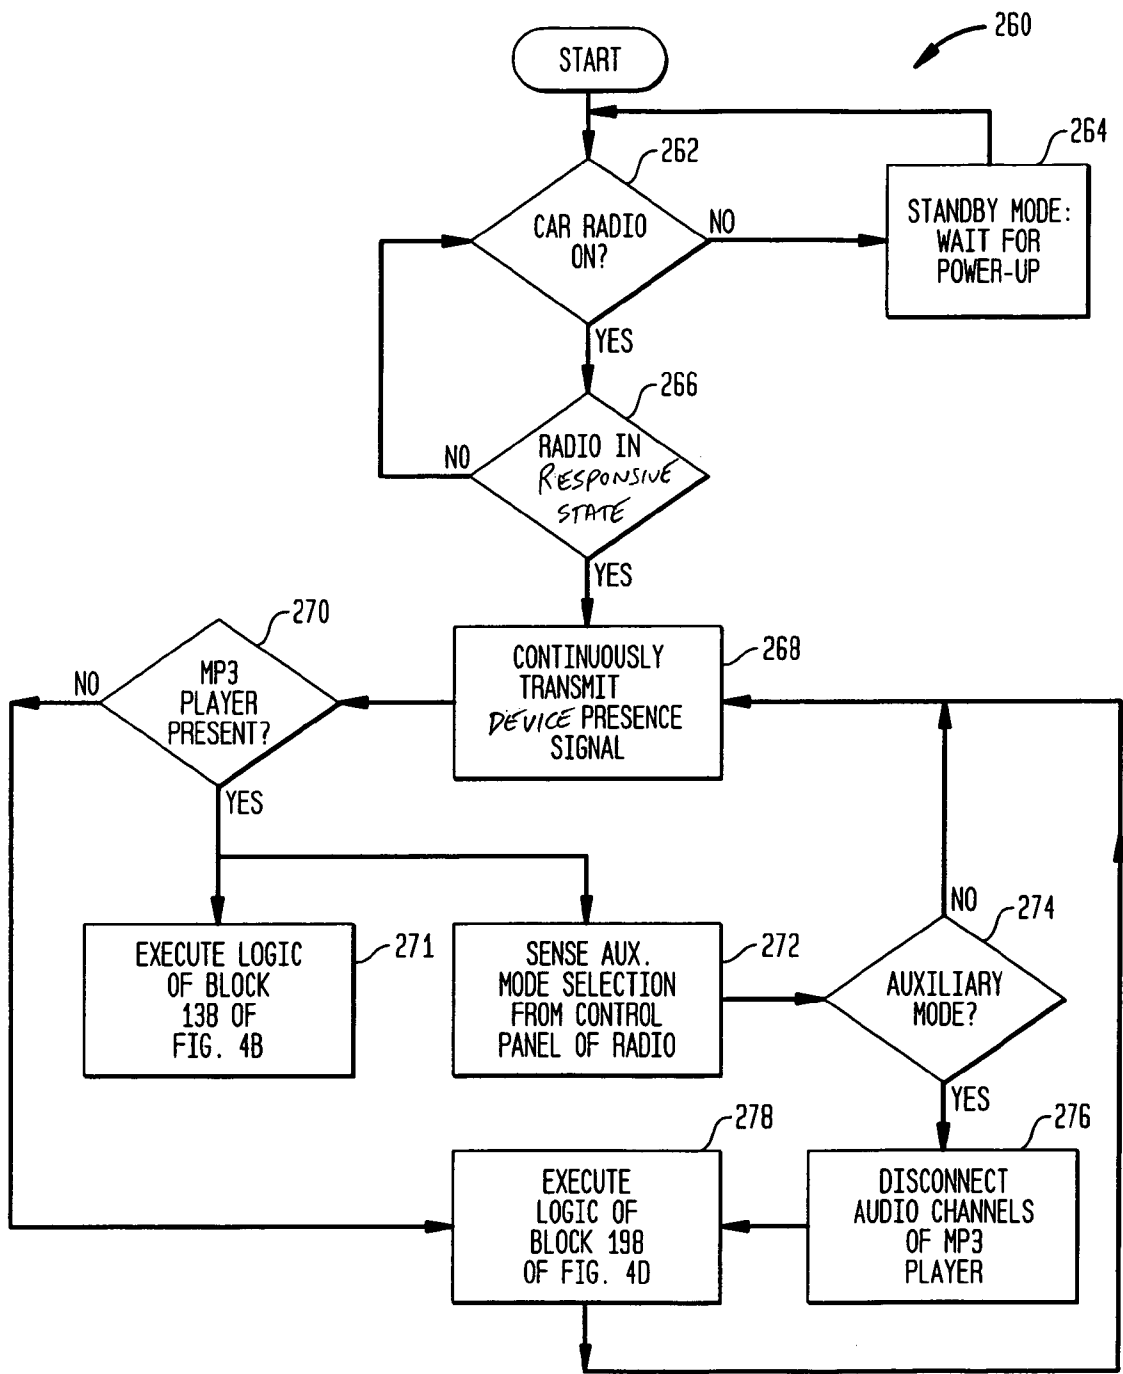 260
START
262
264
CAR RADIO
ON?
NO
STANDBY MODE:
WAIT FOR
POWER-UP
YES
266
RADIO IN
RESPONSIVE
STATE
NO
YES
270
MP3
PLAYER
PRESENT?
NO
YES
268
CONTINUOUSLY
TRANSMIT
DEVICE PRESENCE
SIGNAL
271
EXECUTE LOGIC
OF BLOCK
138 OF
FIG. 4B
272
SENSE AUX.
MODE SELECTION
FROM CONTROL
PANEL OF RADIO
NO
274
AUXILIARY
MODE?
YES
278
EXECUTE
LOGIC OF
BLOCK 198
OF FIG. 4D
276
DISCONNECT
AUDIO CHANNELS
OF MP3
PLAYER